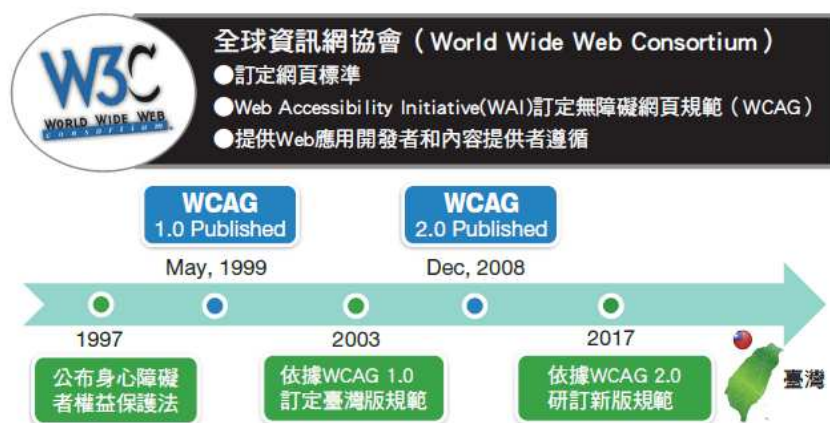 W3C
WORLD WIDE WEB
consortium
全球資訊網協會（World Wide Web Consortium）
●訂定網頁標準
●Web Accessibility Initiative(WAI)訂定無障礙網頁規範（WCAG）
●提供Web應用開發者和內容提供者遵循
WCAG
1.0 Published
WCAG
2.0 Published
May, 1999
Dec, 2008
1997
2003
2017
公布身心障礙
者權益保護法
依據WCAG 1.0
訂定臺灣版規範
依據WCAG 2.0
研訂新版規範
臺灣